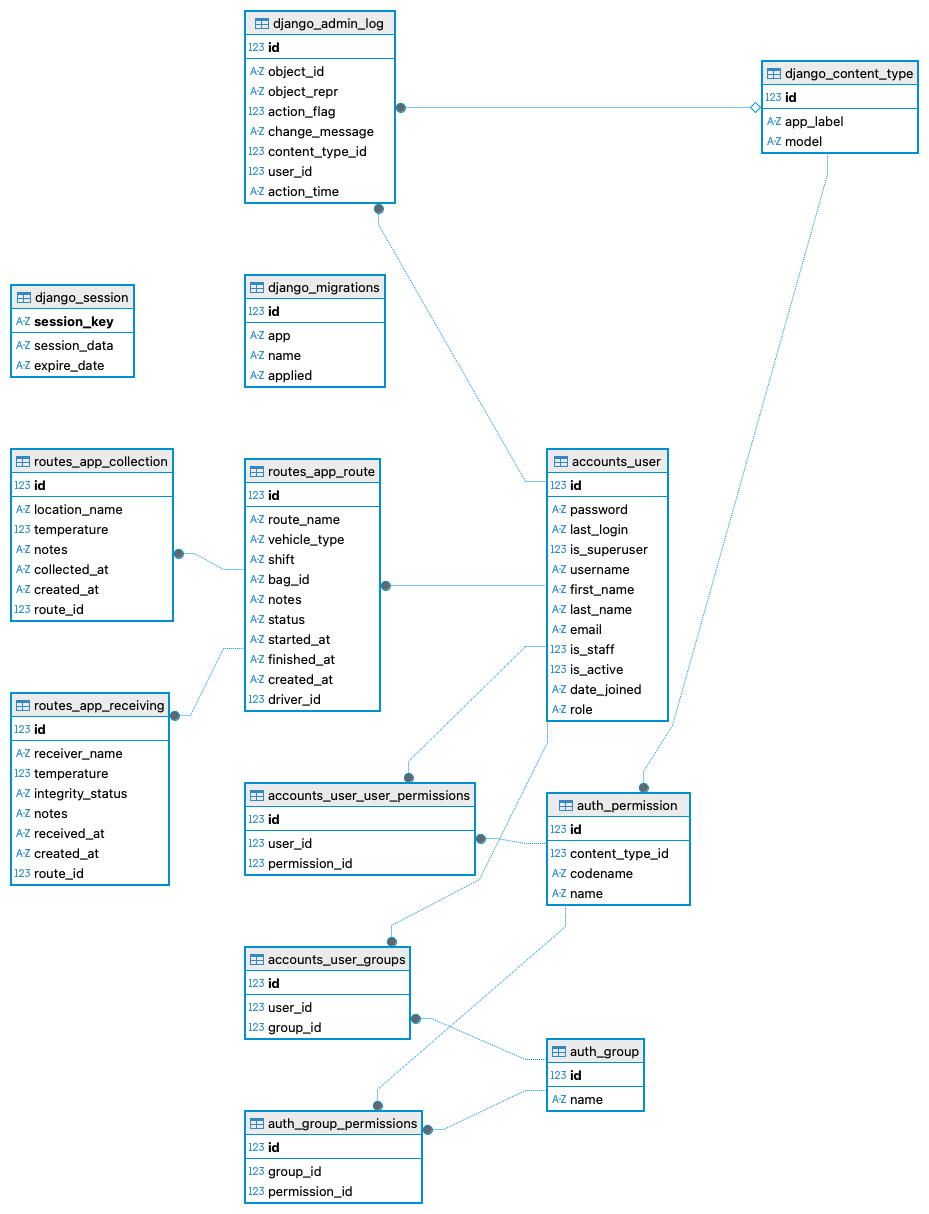 django_admin_log
123 id
A-Z object_id
A-Z object_repr
123 action_flag
A-Z change_message
123 content_type_id
123 user_id
A-Z action_time
django_content_type
123 id
A-Z app_label
A-Z model
django_session
A-Z session_key
A-Z session_data
A-Z expire_date
django_migrations
123 id
A-Z app
A-Z name
A-Z applied
routes_app_collection
123 id
A-Z location_name
123 temperature
A-Z notes
A-Z collected_at
A-Z created_at
123 route_id
routes_app_route
123 id
A-Z route_name
A-Z vehicle_type
A-Z shift
A-Z bag_id
A-Z notes
A-Z status
A-Z started_at
A-Z finished_at
A-Z created_at
123 driver_id
accounts_user
123 id
A-Z password
A-Z last_login
123 is_superuser
A-Z username
A-Z first_name
A-Z last_name
A-Z email
123 is_staff
123 is_active
A-Z date_joined
A-Z role
routes_app_receiving
123 id
A-Z receiver_name
123 temperature
A-Z integrity_status
A-Z notes
A-Z received_at
A-Z created_at
123 route_id
accounts_user_user_permissions
123 id
123 user_id
123 permission_id
auth_permission
123 id
123 content_type_id
A-Z codename
A-Z name
accounts_user_groups
123 id
123 user_id
123 group_id
auth_group
123 id
A-Z name
auth_group_permissions
123 id
123 group_id
123 permission_id